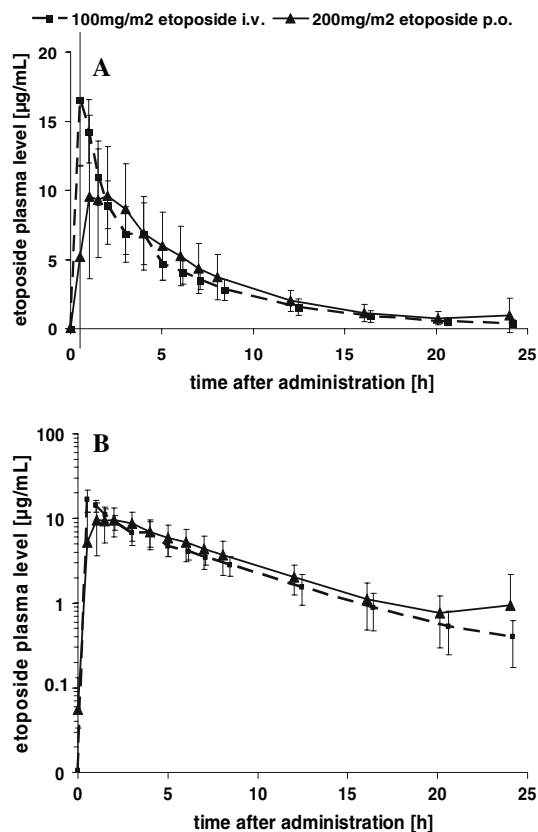 100mg/m2 etoposide i.v. 200mg/m2 etoposide p.o.
A
etoposide plasma level [µg/mL]
20
15
10
5
0
0 5 10 15 20 25
time after administration [h]
B
etoposide plasma level [µg/mL]
100
10
1
0.1
0
0 5 10 15 20 25
time after administration [h]